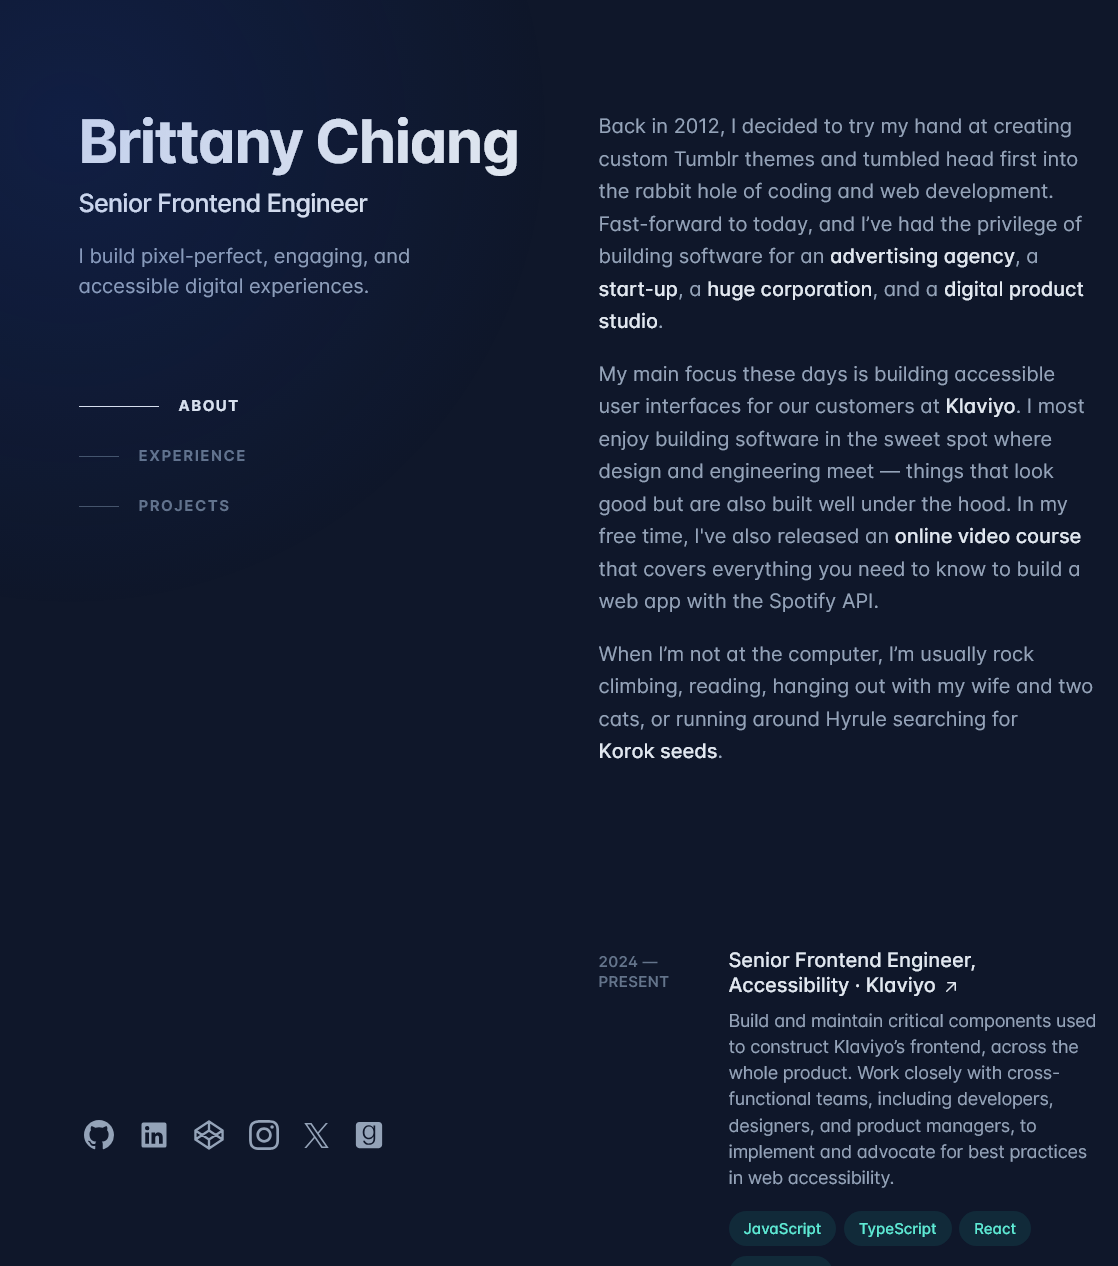 Brittany Chiang
Senior Frontend Engineer
I build pixel-perfect, engaging, and
accessible digital experiences.
ABOUT
EXPERIENCE
PROJECTS
Back in 2012, I decided to try my hand at creating
custom Tumblr themes and tumbled head first into
the rabbit hole of coding and web development.
Fast-forward to today, and I’ve had the privilege of
building software for an advertising agency, a
start-up, a huge corporation, and a digital product
studio.
My main focus these days is building accessible
user interfaces for our customers at Klaviyo. I most
enjoy building software in the sweet spot where
design and engineering meet — things that look
good but are also built well under the hood. In my
free time, I've also released an online video course
that covers everything you need to know to build a
web app with the Spotify API.
When I’m not at the computer, I’m usually rock
climbing, reading, hanging out with my wife and two
cats, or running around Hyrule searching for
Korok seeds.
2024 —
PRESENT
Senior Frontend Engineer,
Accessibility · Klaviyo ↗
Build and maintain critical components used
to construct Klaviyo’s frontend, across the
whole product. Work closely with cross-
functional teams, including developers,
designers, and product managers, to
implement and advocate for best practices
in web accessibility.
JavaScript TypeScript React